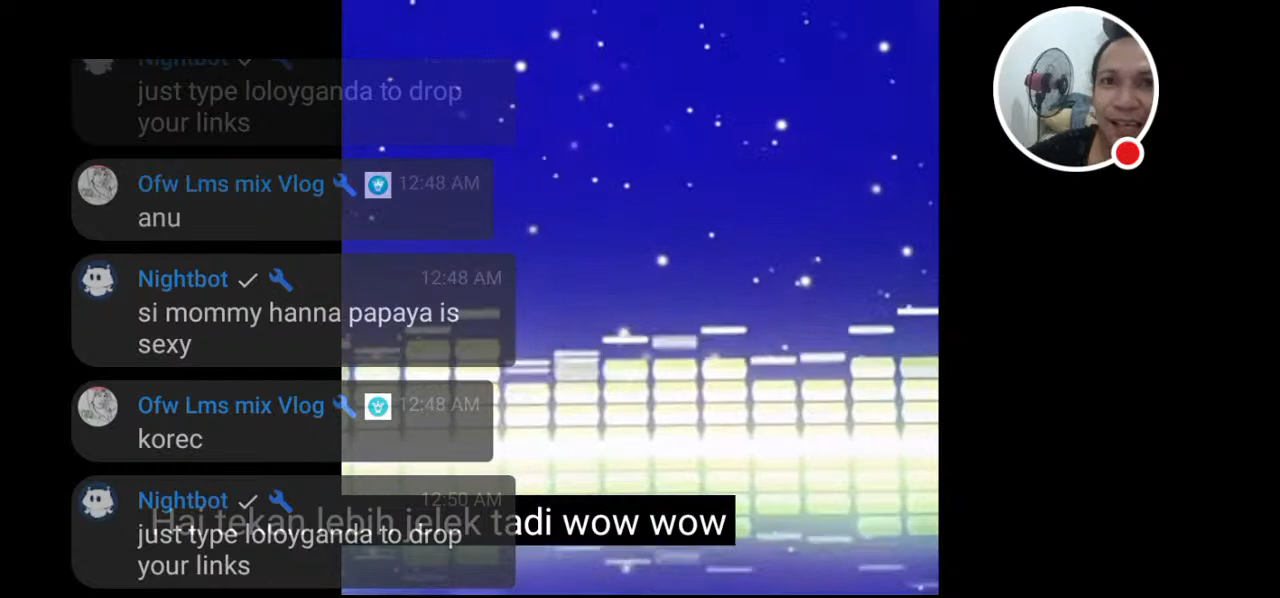 Nightbot
just type loloyganda to drop
your links
Ofw Lms mix Vlog 12:48 AM
anu
Nightbot 12:48 AM
si mommy hanna papaya is
sexy
Ofw Lms mix Vlog 12:48 AM
korec
Nightbot 12:50 AM
Hai tekan lebih jelek tadi wow wow
just type loloyganda to drop
your links